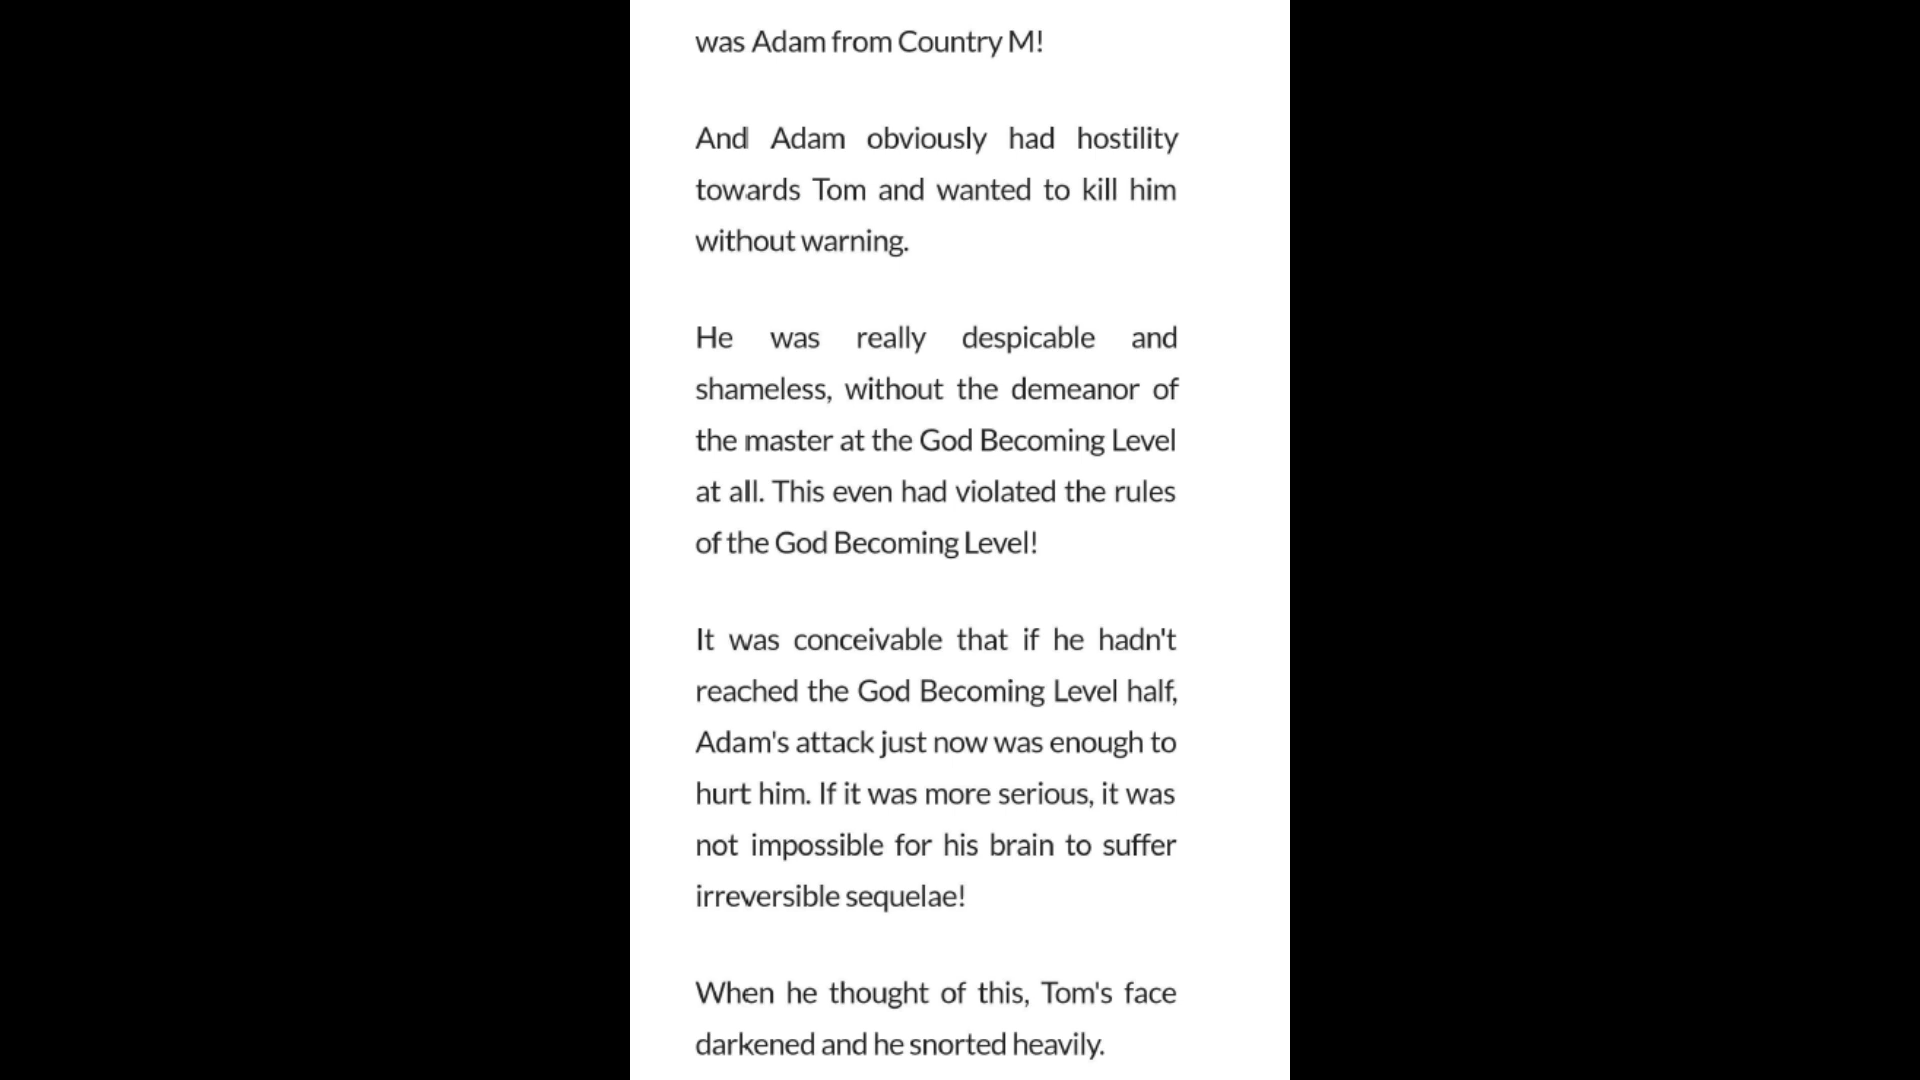 was Adam from Country M!
And Adam obviously had hostility
towards Tom and wanted to kill him
without warning.
He was really despicable and
shameless, without the demeanor of
the master at the God Becoming Level
at all. This even had violated the rules
of the God Becoming Level!
It was conceivable that if he hadn't
reached the God Becoming Level half,
Adam's attack just now was enough to
hurt him. If it was more serious, it was
not impossible for his brain to suffer
irreversible sequelae!
When he thought of this, Tom's face
darkened and he snorted heavily.